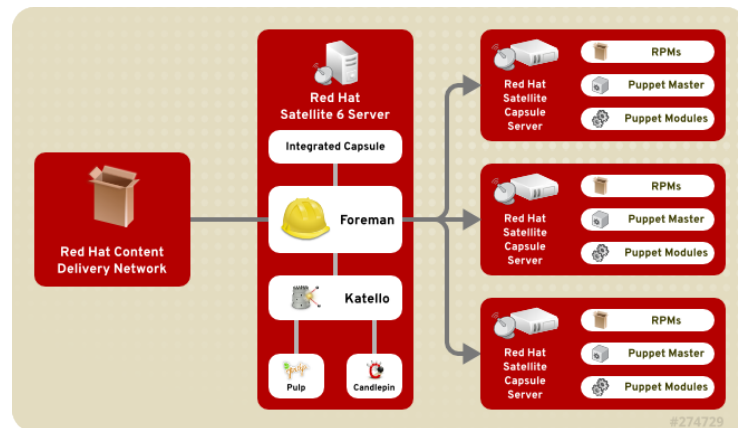 Red Hat Content
Delivery Network
Red Hat
Satellite 6 Server
Integrated Capsule
Foreman
Katello
pulp
Pulp
Candlepin
Red Hat
Satellite
Capsule
Server
RPMs
Puppet Master
Puppet Modules
Red Hat
Satellite
Capsule
Server
RPMs
Puppet Master
Puppet Modules
Red Hat
Satellite
Capsule
Server
RPMs
Puppet Master
Puppet Modules
#274729